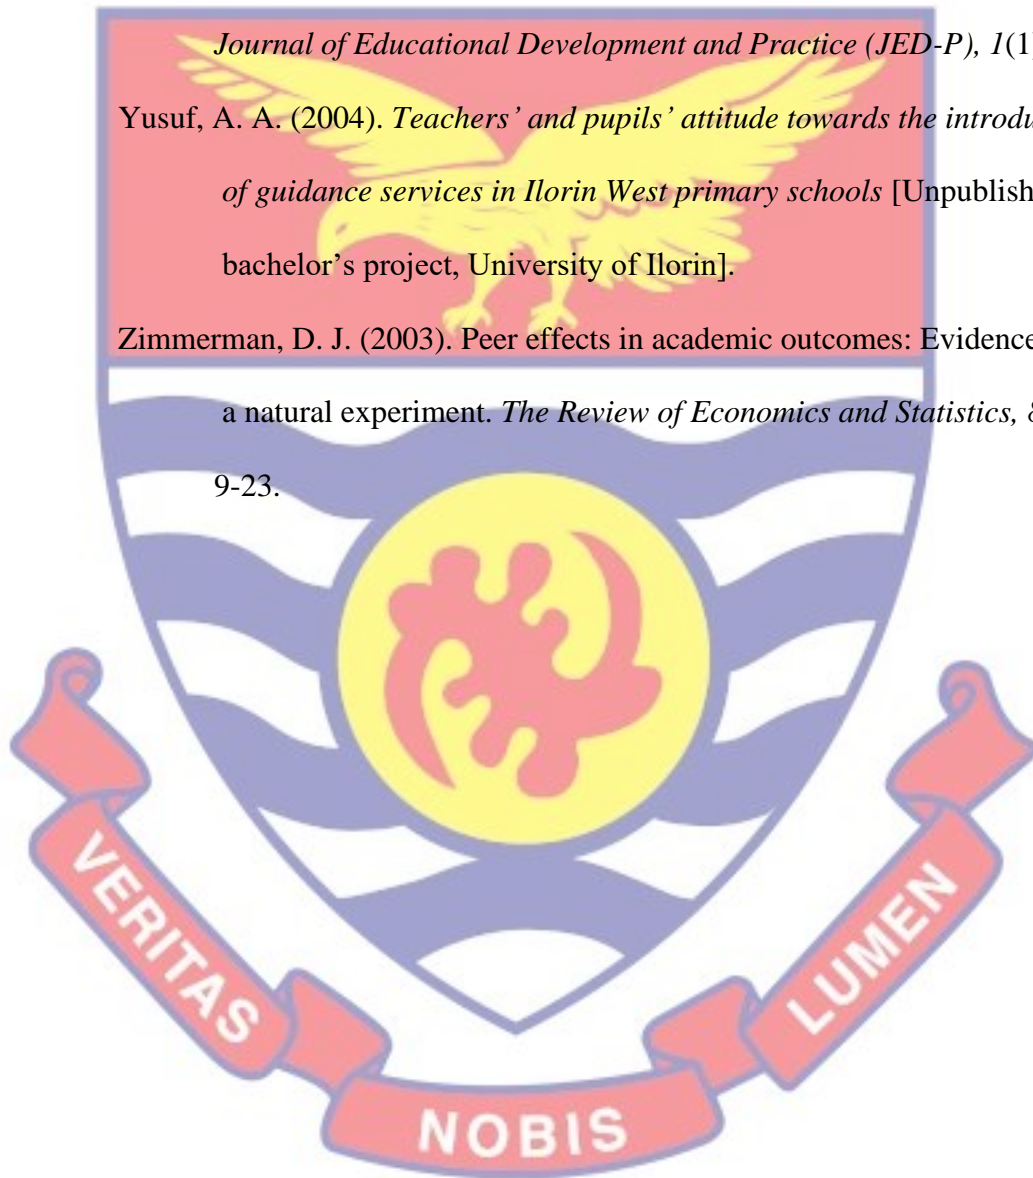 Journal of Educational Development and Practice (JED-P), 1(1)
Yusuf, A. A. (2004). Teachers’ and pupils’ attitude towards the
of guidance services in Ilorin West primary schools
bachelor’s project, University of Ilorin].
Zimmerman, D. J. (2003). Peer effects in academic outcomes: Evidence
a natural experiment. The Review of Economics and Statistics,
9-23.
VERITAS
NOBIS
LUMEN